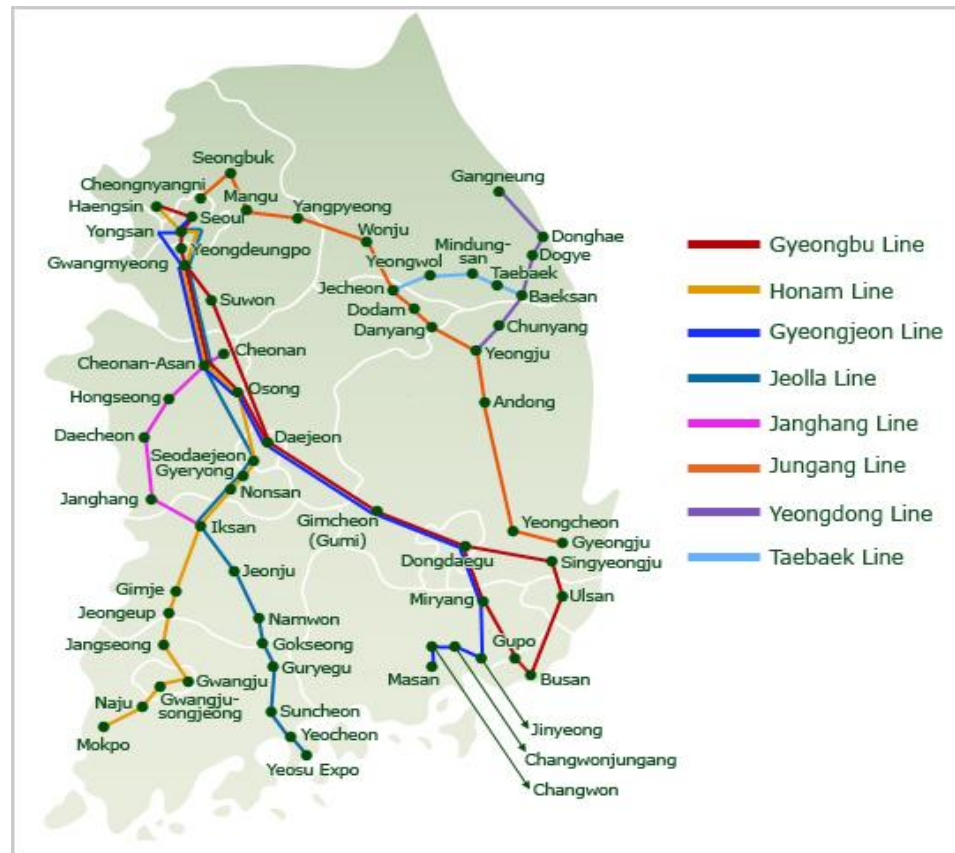 Seongbuk
Cheongnyangni
Haengsin
Mangu
Seoul
Yangpyeong
Yongsan
Yeongdeungpo
Gwangmyeong
Suwon
Wonju
Gangneung
Donghae
Dogye
Mindung-
san
Yeongwol
Taebaek
Jecheon
Baeksan
Dodam
Danyang
Chunyang
Yeongju
Cheonan
Cheonan-Asan
Osong
Hongseong
Andong
Daecheon
Daejeon
Seodaejeon
Gyeryong
Nonsan
Janghang
Iksan
Gimcheon
(Gumi)
Yeongcheon
Gyeongju
Dongdaegu
Singyeongju
Jeonju
Gimje
Miryang
Ulsan
Jeongeup
Namwon
Jangseong
Gokseong
Gupo
Guryegu
Masan
Busan
Gwangju
Gwangju-
songjeong
Naju
Mokpo
Suncheon
Yeocheon
Yeosu Expo
Jinyeong
Changwonjungang
Changwon
Gyeongbu Line
Honam Line
Gyeongjeon Line
Jeolla Line
Janghang Line
Jungang Line
Yeongdong Line
Taebaek Line